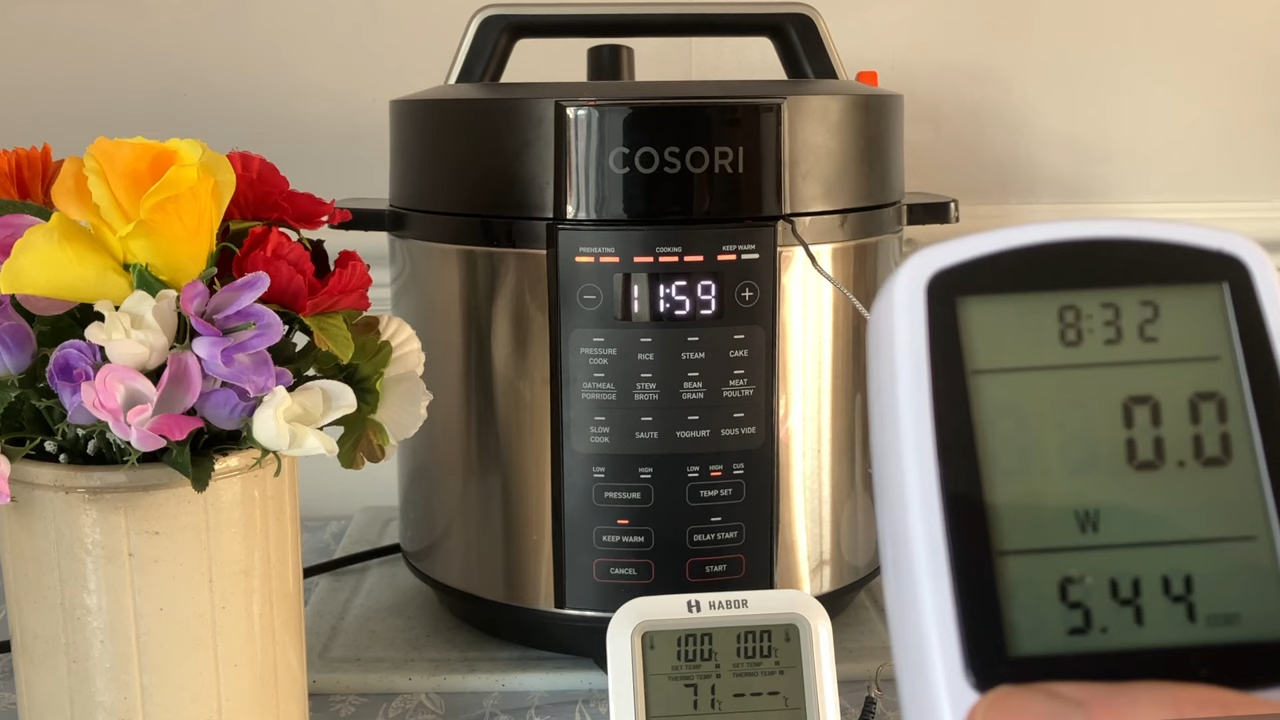 COSORI
PREHEATING COOKING KEEP WARM
− 11:59 +
PRESSURE COOK RICE STEAM CAKE
OATMEAL PORRIDGE STEW BROTH BEAN GRAIN MEAT POULTRY
SLOW COOK SAUTE YOGHURT SOUS VIDE
LOW HIGH LOW HIGH CUS
PRESSURE TEMP SET
KEEP WARM DELAY START
CANCEL START
HABOR
100°C 100°C
SET TEMP SET TEMP
THERMO TEMP THERMO TEMP
71°C ---°C
8:32
0.0
W
5.44